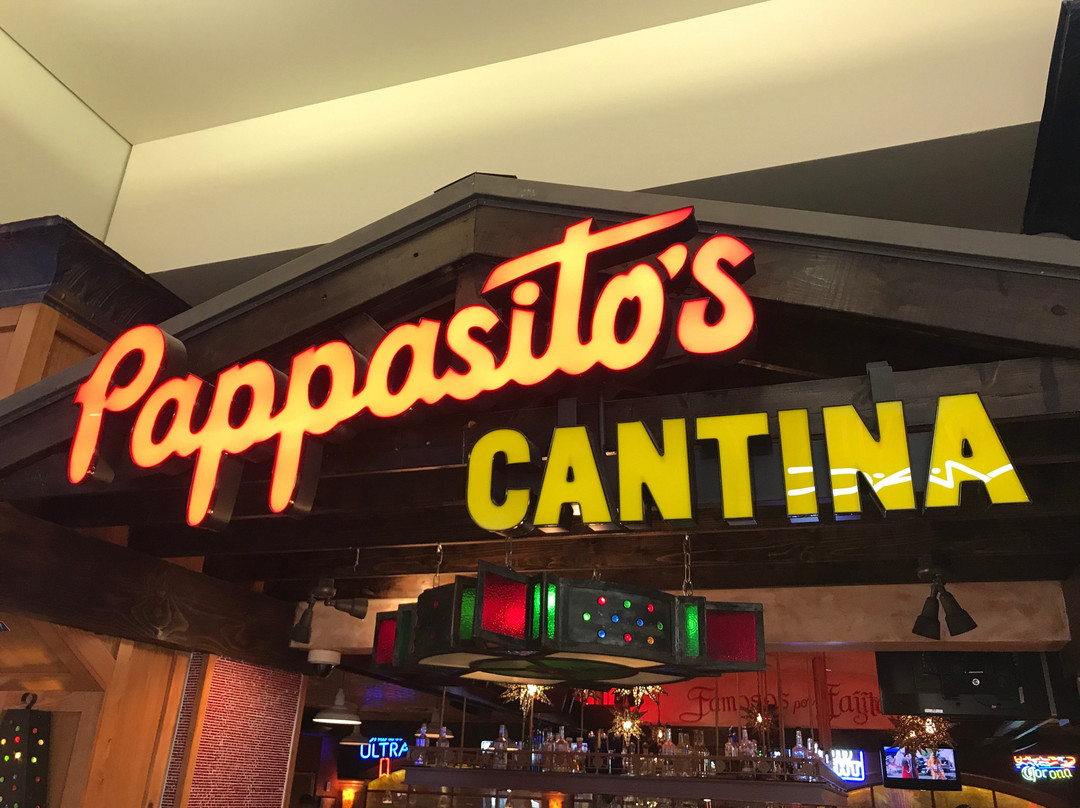 Pappasito's
CANTINA
Famosos por Fajitas
ULTRA
Corona